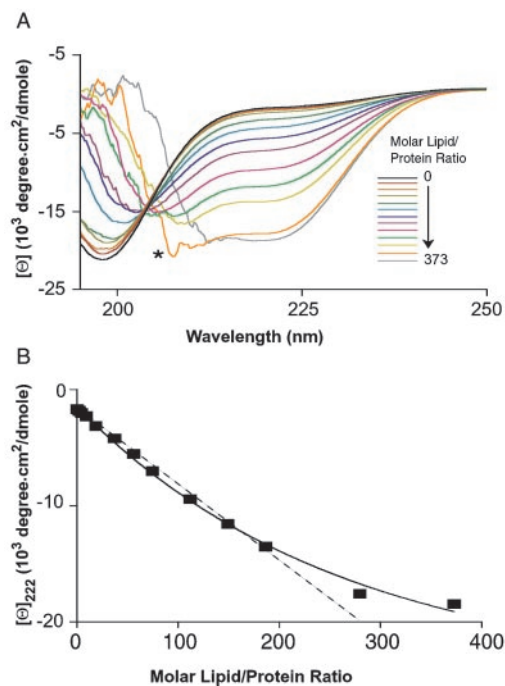 A
-5
-5
-15
-25
[Θ] (10³ degree·cm²/dmole)
200
225
250
Wavelength (nm)
Molar Lipid/
Protein Ratio
0
373
*
B
0
-10
-20
[Θ]₂₂₂ (10³ degree·cm²/dmole)
0
100
200
300
400
Molar Lipid/Protein Ratio